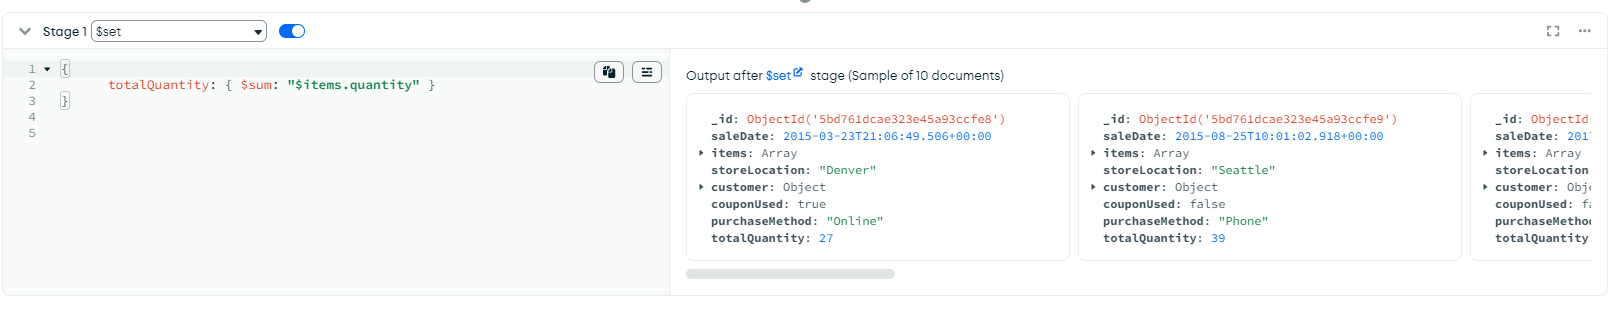 Stage 1 $set
1 {
2 totalQuantity: { $sum: "$items.quantity" }
3 }
4
5
Output after $set stage (Sample of 10 documents)
_id: ObjectId('5bd761dcae323e45a93ccfe8')
saleDate: 2015-03-23T21:06:49.506+00:00
items: Array
storeLocation: "Denver"
customer: Object
couponUsed: true
purchaseMethod: "Online"
totalQuantity: 27
_id: ObjectId('5bd761dcae323e45a93ccfe9')
saleDate: 2015-08-25T10:01:02.918+00:00
items: Array
storeLocation: "Seattle"
customer: Object
couponUsed: false
purchaseMethod: "Phone"
totalQuantity: 39
_id: ObjectId
saleDate: 201
items: Array
storeLocation
customer: Obj
couponUsed: f
purchaseMetho
totalQuantity